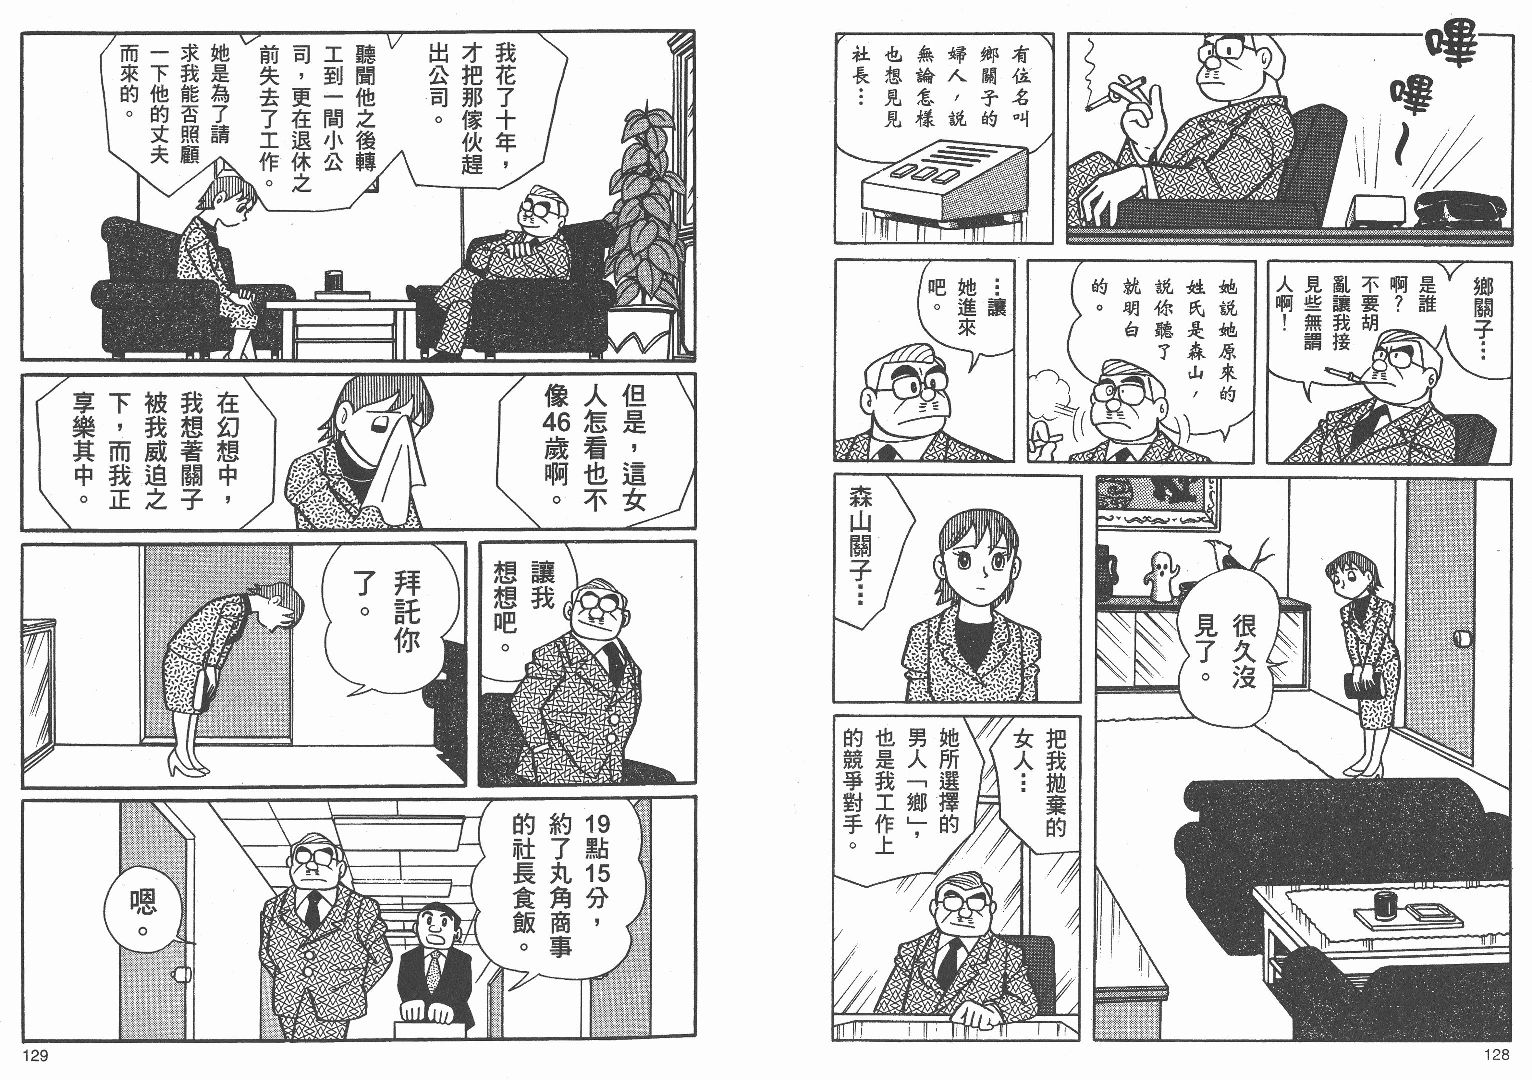 嗶
嗶～
有位名叫
鄉關子的
婦人，說
無論怎樣
也想見見
社長…
鄉關子…
是誰
啊？
不要胡
亂讓我接
見些無謂
人啊！
她說她原來的
姓氏是森山，
說你聽了
就明白
的。
…讓
她進來
吧。
很久沒
見了。
森山關子…
把我拋棄的
女人…
她所選擇的
男人「鄉」，
也是我工作上
的競爭對手。
128
我花了十年，
才把那傢伙趕
出公司。
聽聞他之後轉
工到一間小公
司，更在退休之
前失去了工作。
她是為了請
求我能否照顧
一下他的丈夫
而來的。
但是，這女
人怎看也不
像46歲啊。
在幻想中，
我想著關子
被我威迫之
下，而我正
享樂其中。
讓我
想想吧。
拜託你
了。
19點15分，
約了丸角商事
的社長食飯。
嗯。
129